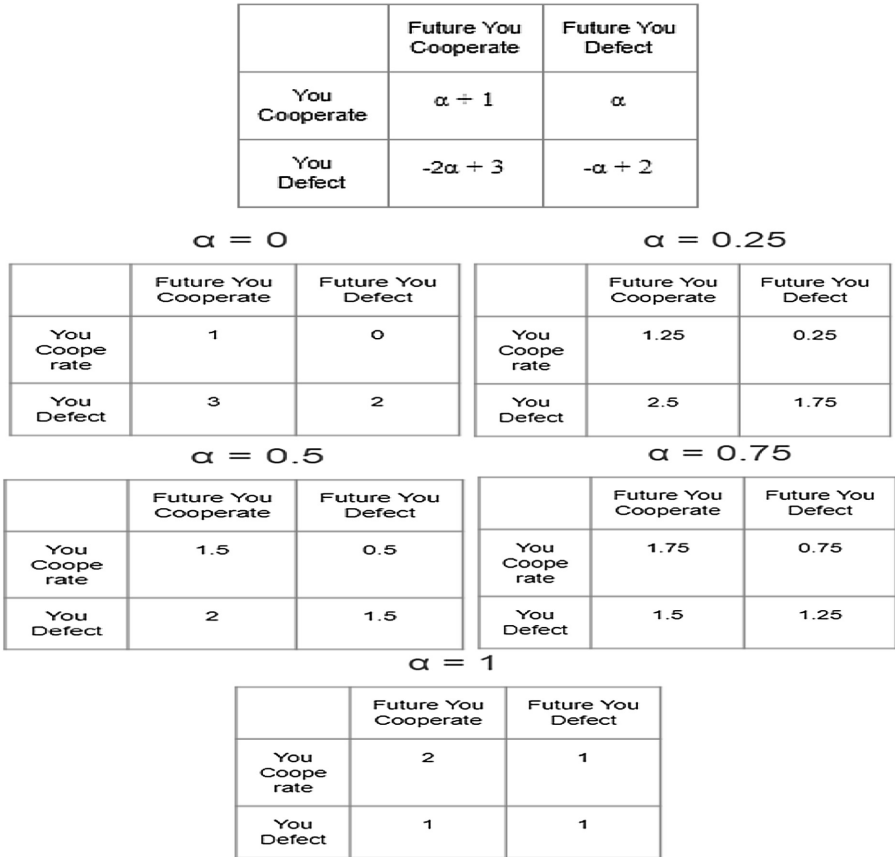 Future You Cooperate Future You Defect
You Cooperate α + 1 α
You Defect -2α + 3 -α + 2
α = 0
Future You Cooperate Future You Defect
You Coope rate 1 0
You Defect 3 2
α = 0.25
Future You Cooperate Future You Defect
You Coope rate 1.25 0.25
You Defect 2.5 1.75
α = 0.5
Future You Cooperate Future You Defect
You Coope rate 1.5 0.5
You Defect 2 1.5
α = 0.75
Future You Cooperate Future You Defect
You Coope rate 1.75 0.75
You Defect 1.5 1.25
α = 1
Future You Cooperate Future You Defect
You Coope rate 2 1
You Defect 1 1